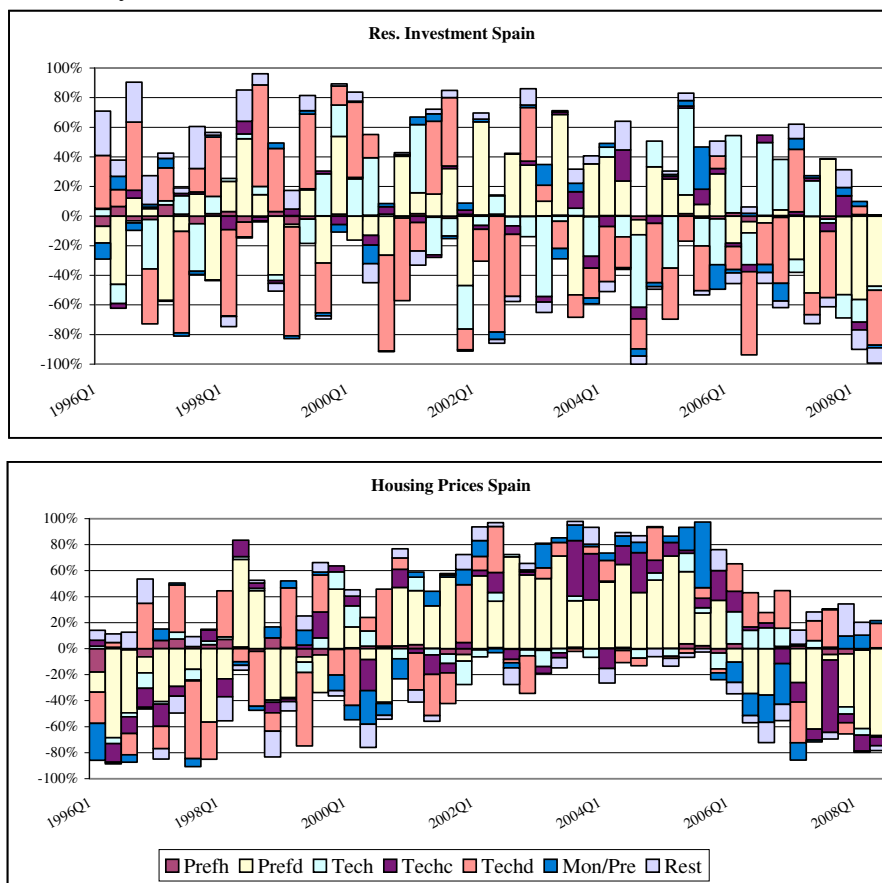 Res. Investment Spain
100%
80%
60%
40%
20%
0%
-20%
-40%
-60%
-80%
-100%
1996Q1
1998Q1
2000Q1
2002Q1
2004Q1
2006Q1
2008Q1
Housing Prices Spain
100%
80%
60%
40%
20%
0%
-20%
-40%
-60%
-80%
-100%
1996Q1
1998Q1
2000Q1
2002Q1
2004Q1
2006Q1
2008Q1
Prefh Prefd Tech Techc Techd Mon/Pre Rest